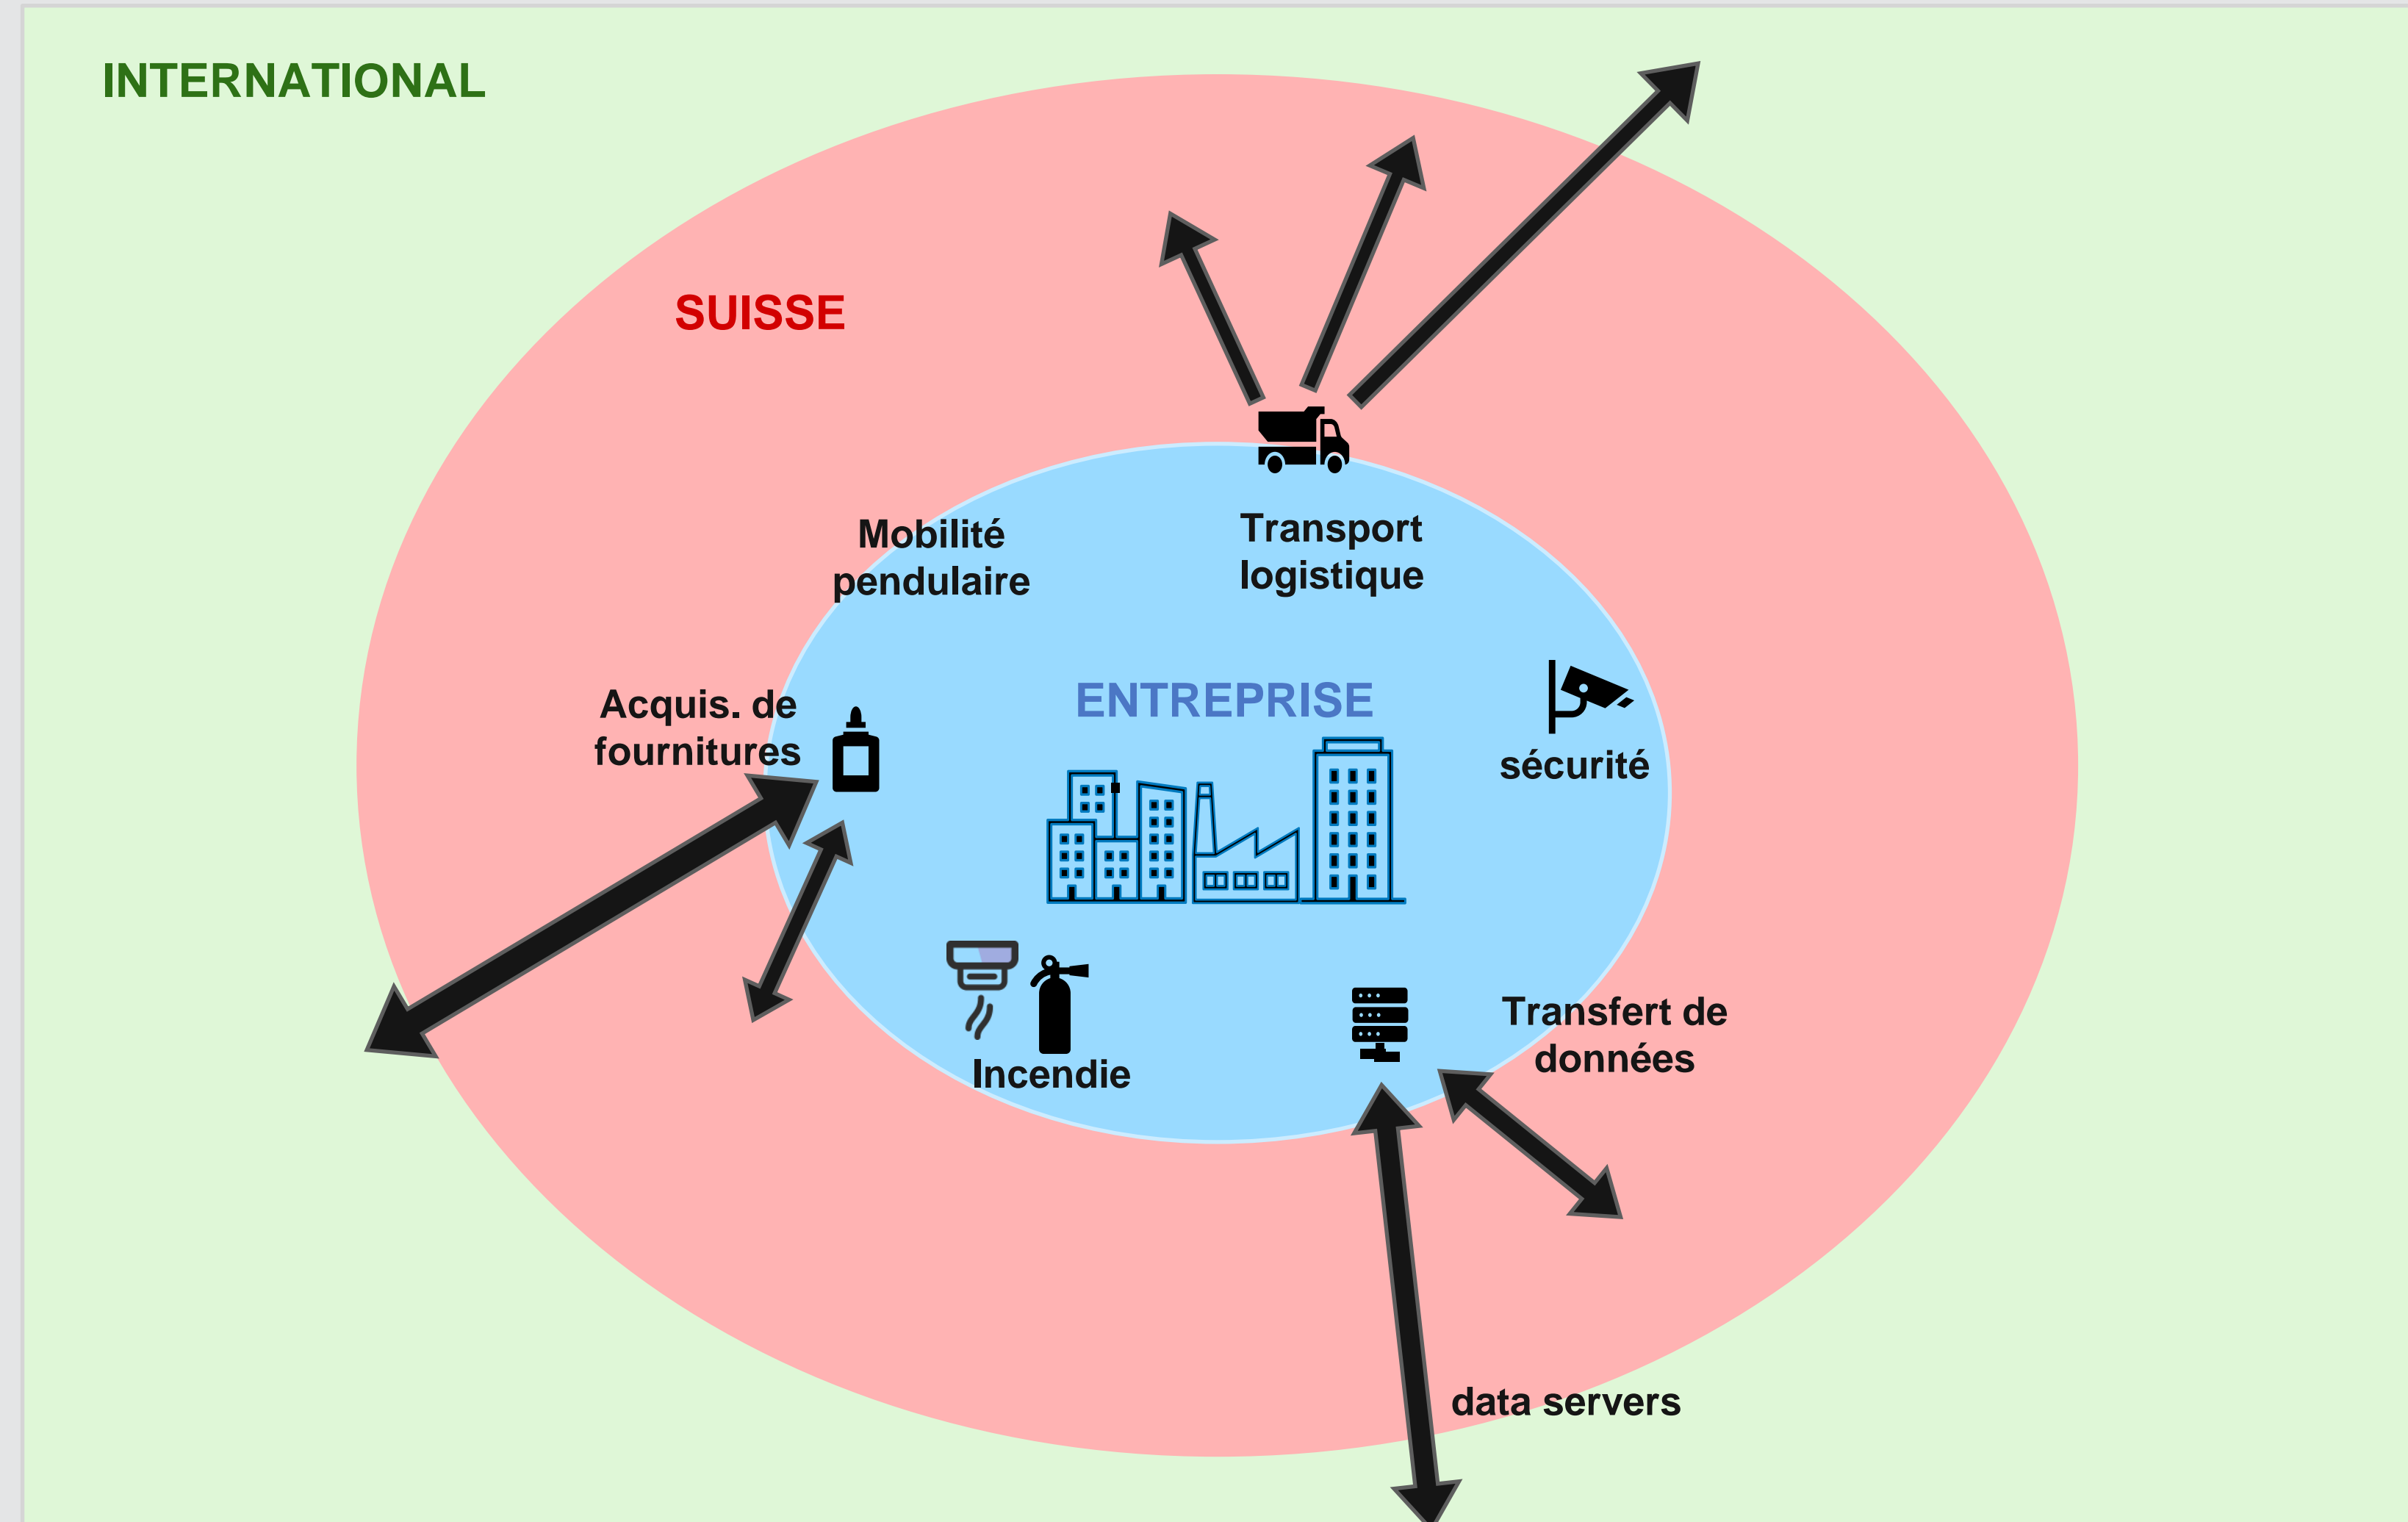 INTERNATIONAL
SUISSE
Mobilité
pendulaire
Transport
logistique
Acquis. de
fournitures
ENTREPRISE
sécurité
Incendie
Transfert de
données
data servers